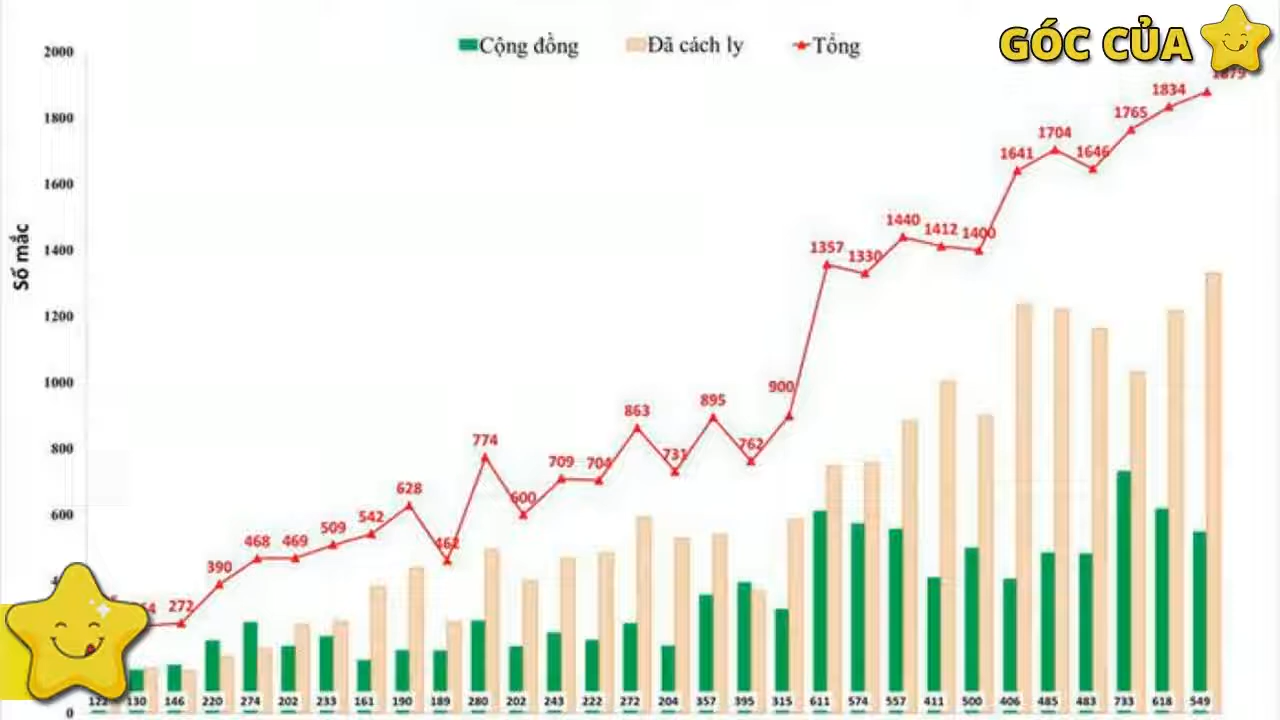 GÓC CỦA
Cộng đồng Đã cách ly Tổng
Số mắc
2000
1800
1600
1400
1200
1000
800
600
0
272 390 468 469 509 542 628 462 774 600 709 704 863 731 895 762 900 1357 1330 1440 1412 1400 1641 1704 1646 1765 1834 1879
122 130 146 220 274 202 233 161 190 189 280 202 243 222 272 204 357 395 315 611 574 557 411 500 406 485 483 733 618 549